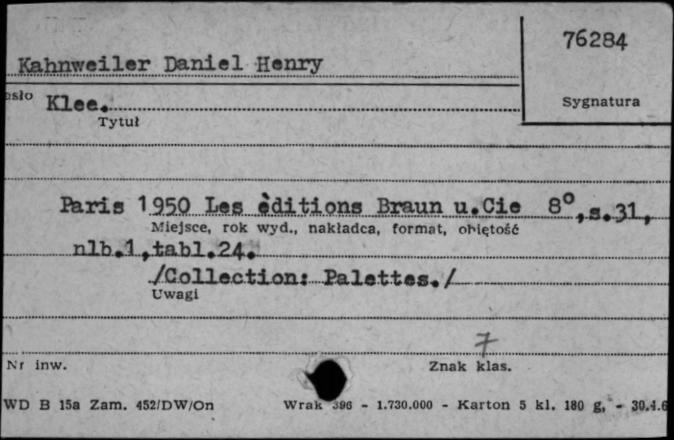 76284
Kahnweiler Daniel Henry
Klee.
Sygnatura
Tytuł
Paris 1950 Les èditions Braun u.Cie 8°,s.31,
Miejsce, rok wyd., nakładca, format, objętość
nlb.1,tabl.24.
/Collection: Palettes./
Uwagi
7
Nr inw. Znak klas.
WD B 15a Zam. 452/DW/On Wrak 396 - 1.730.000 - Karton 5 kl. 180 g, - 30.4.6